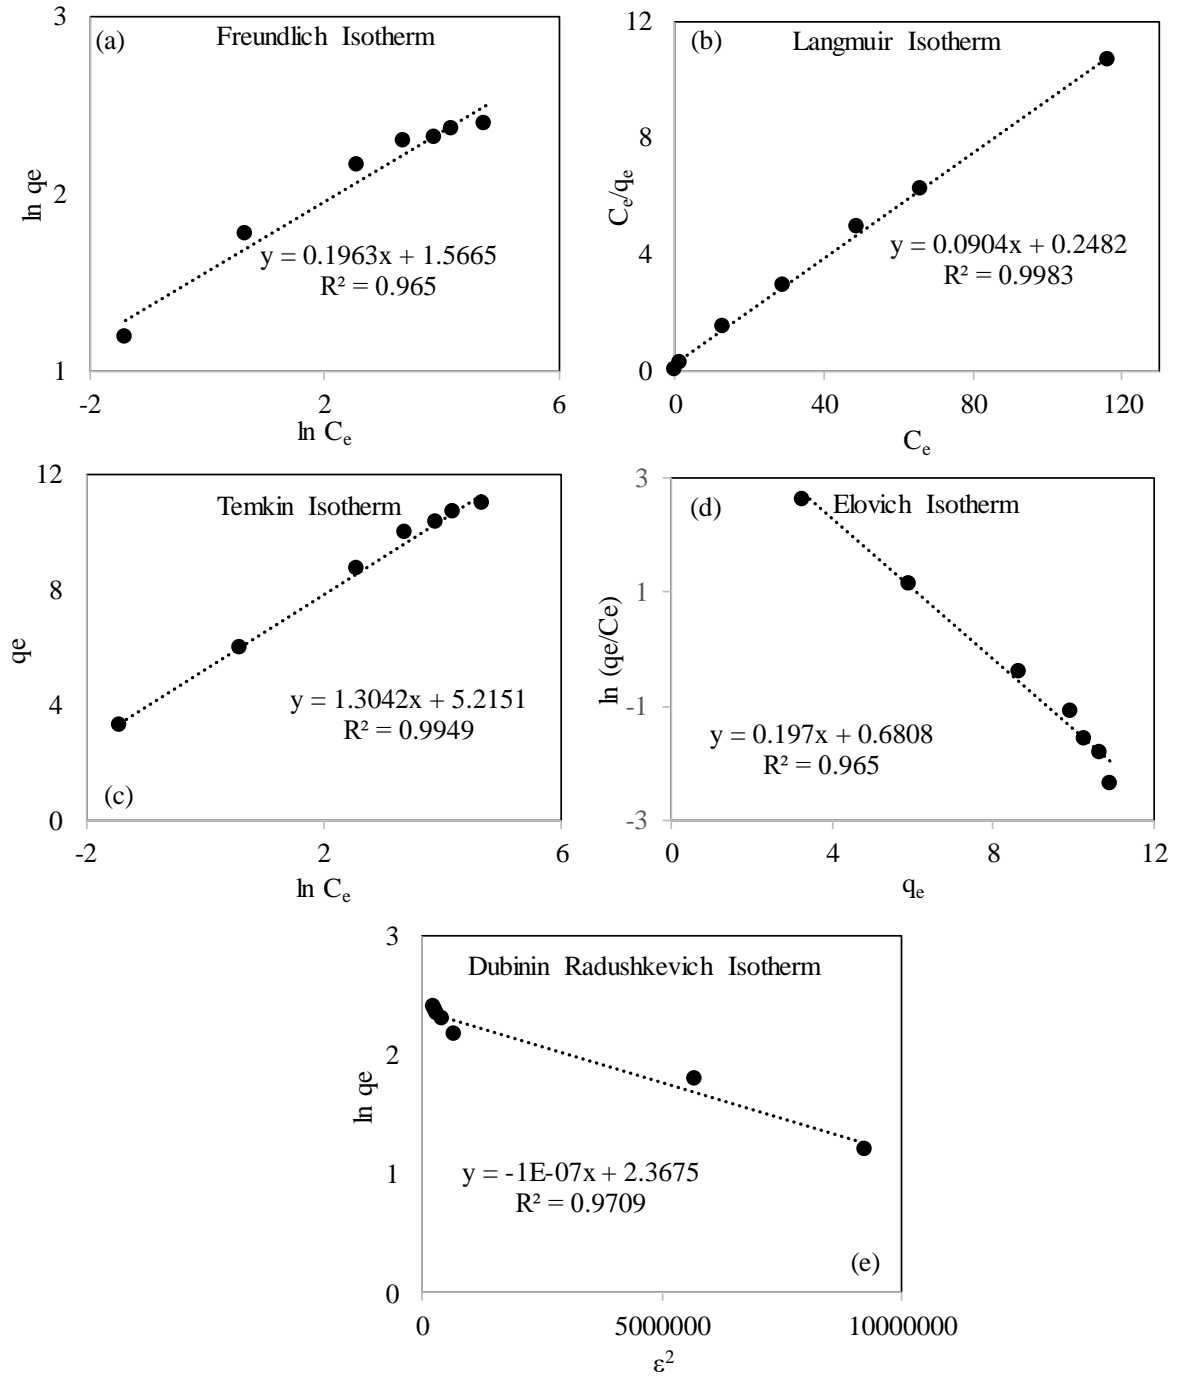 (a) Freundlich Isotherm
3
2
1
ln qe
y = 0.1963x + 1.5665
R² = 0.965
-2 2 6
ln Cₑ
(b) Langmuir Isotherm
12
8
4
0
Cₑ/qₑ
y = 0.0904x + 0.2482
R² = 0.9983
0 40 80 120
Cₑ
Temkin Isotherm
12
8
4
0
qe
y = 1.3042x + 5.2151
R² = 0.9949
(c)
-2 2 6
ln Cₑ
(d) Elovich Isotherm
3
1
-1
-3
ln (qe/Ce)
y = 0.197x + 0.6808
R² = 0.965
0 4 8 12
qₑ
Dubinin Radushkevich Isotherm
3
2
1
0
ln qe
y = -1E-07x + 2.3675
R² = 0.9709
(e)
0 5000000 10000000
ε²